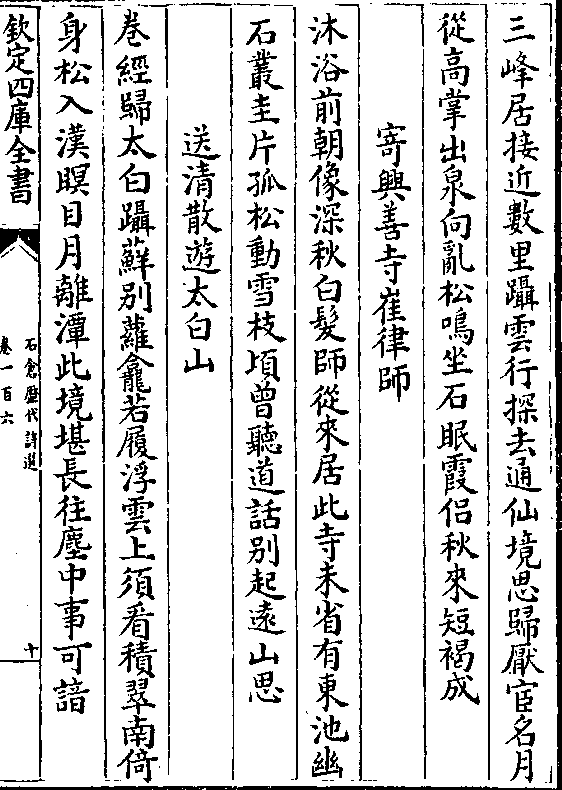 三峰居接近數里躡雲行探去通仙境思歸厭宦名月
從高掌出泉向亂松鳴坐石眠霞侣秋來短褐成
寄興善寺崔律師
沐浴前朝像深秋白髮師從來居此寺未省有東池幽
石叢圭片孤松動雪枝頃曾聽道話别起遠山思
送清散遊太白山
卷經歸太白躡蘚别蘿龕若履浮雲上須看積翠南倚
身松入漢瞑目月離潭此境堪長往塵中事可諳
欽定四庫全書
石倉歷代詩選
卷一百六
十